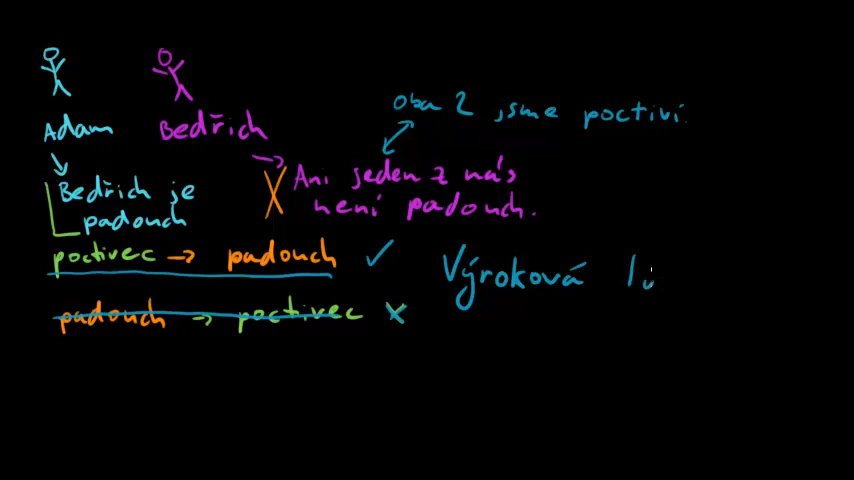 Adam
Bedřich
oba 2 jsme poctiví.
Bedřich je
padouch
Ani jeden z nás
není padouch.
poctivec → padouch ✓
padouch → poctivec ✗
Výroková